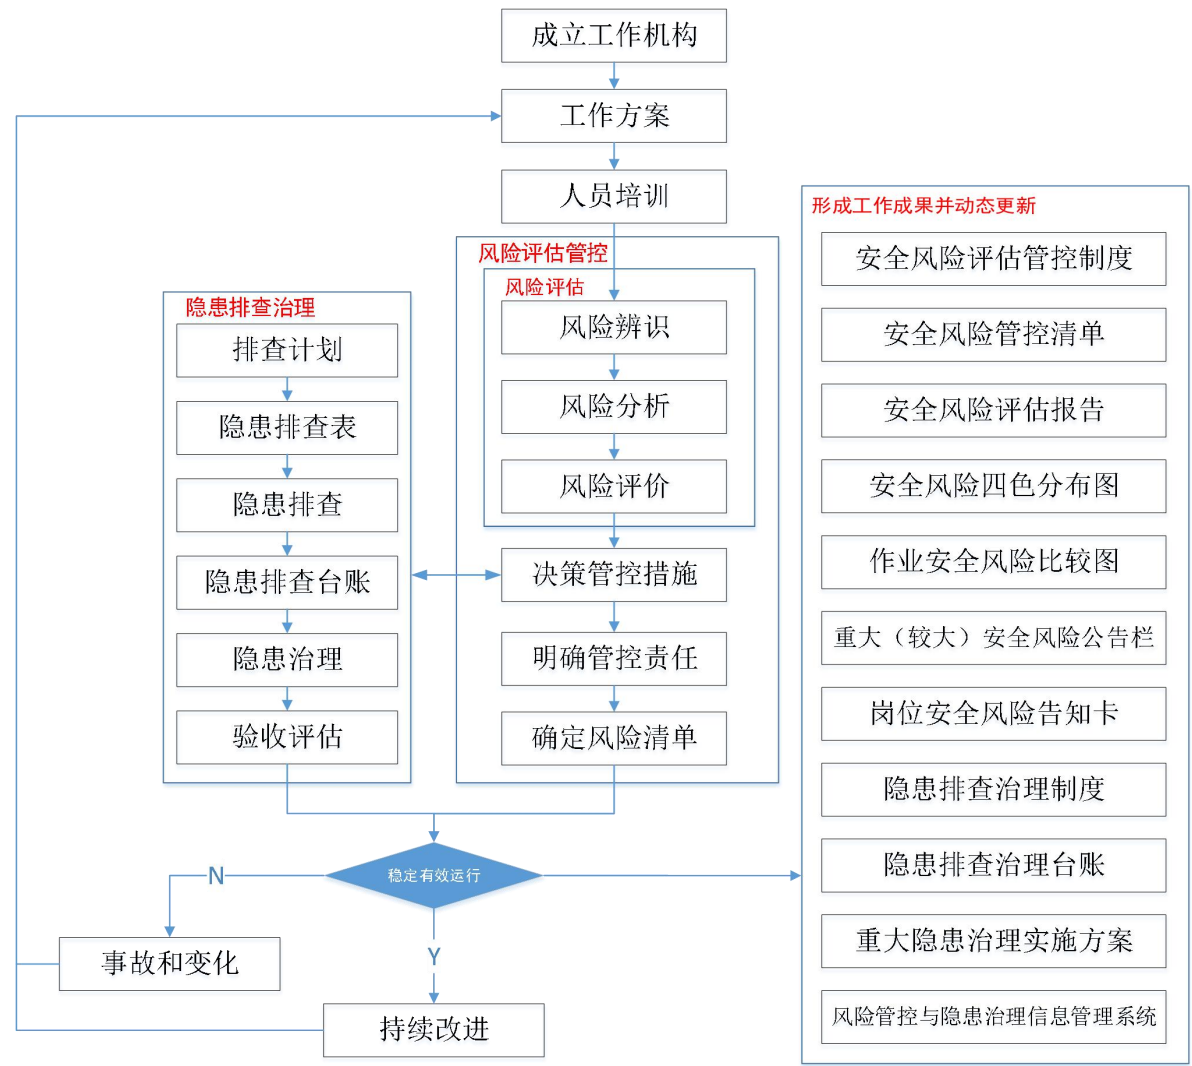 成立工作机构
工作方案
人员培训
风险评估管控
风险评估
风险辨识
风险分析
风险评价
决策管控措施
明确管控责任
确定风险清单
隐患排查治理
排查计划
隐患排查表
隐患排查
隐患排查台账
隐患治理
验收评估
稳定有效运行
N
Y
事故和变化
持续改进
形成工作成果并动态更新
安全风险评估管控制度
安全风险管控清单
安全风险评估报告
安全风险四色分布图
作业安全风险比较图
重大（较大）安全风险公告栏
岗位安全风险告知卡
隐患排查治理制度
隐患排查治理台账
重大隐患治理实施方案
风险管控与隐患治理信息管理系统